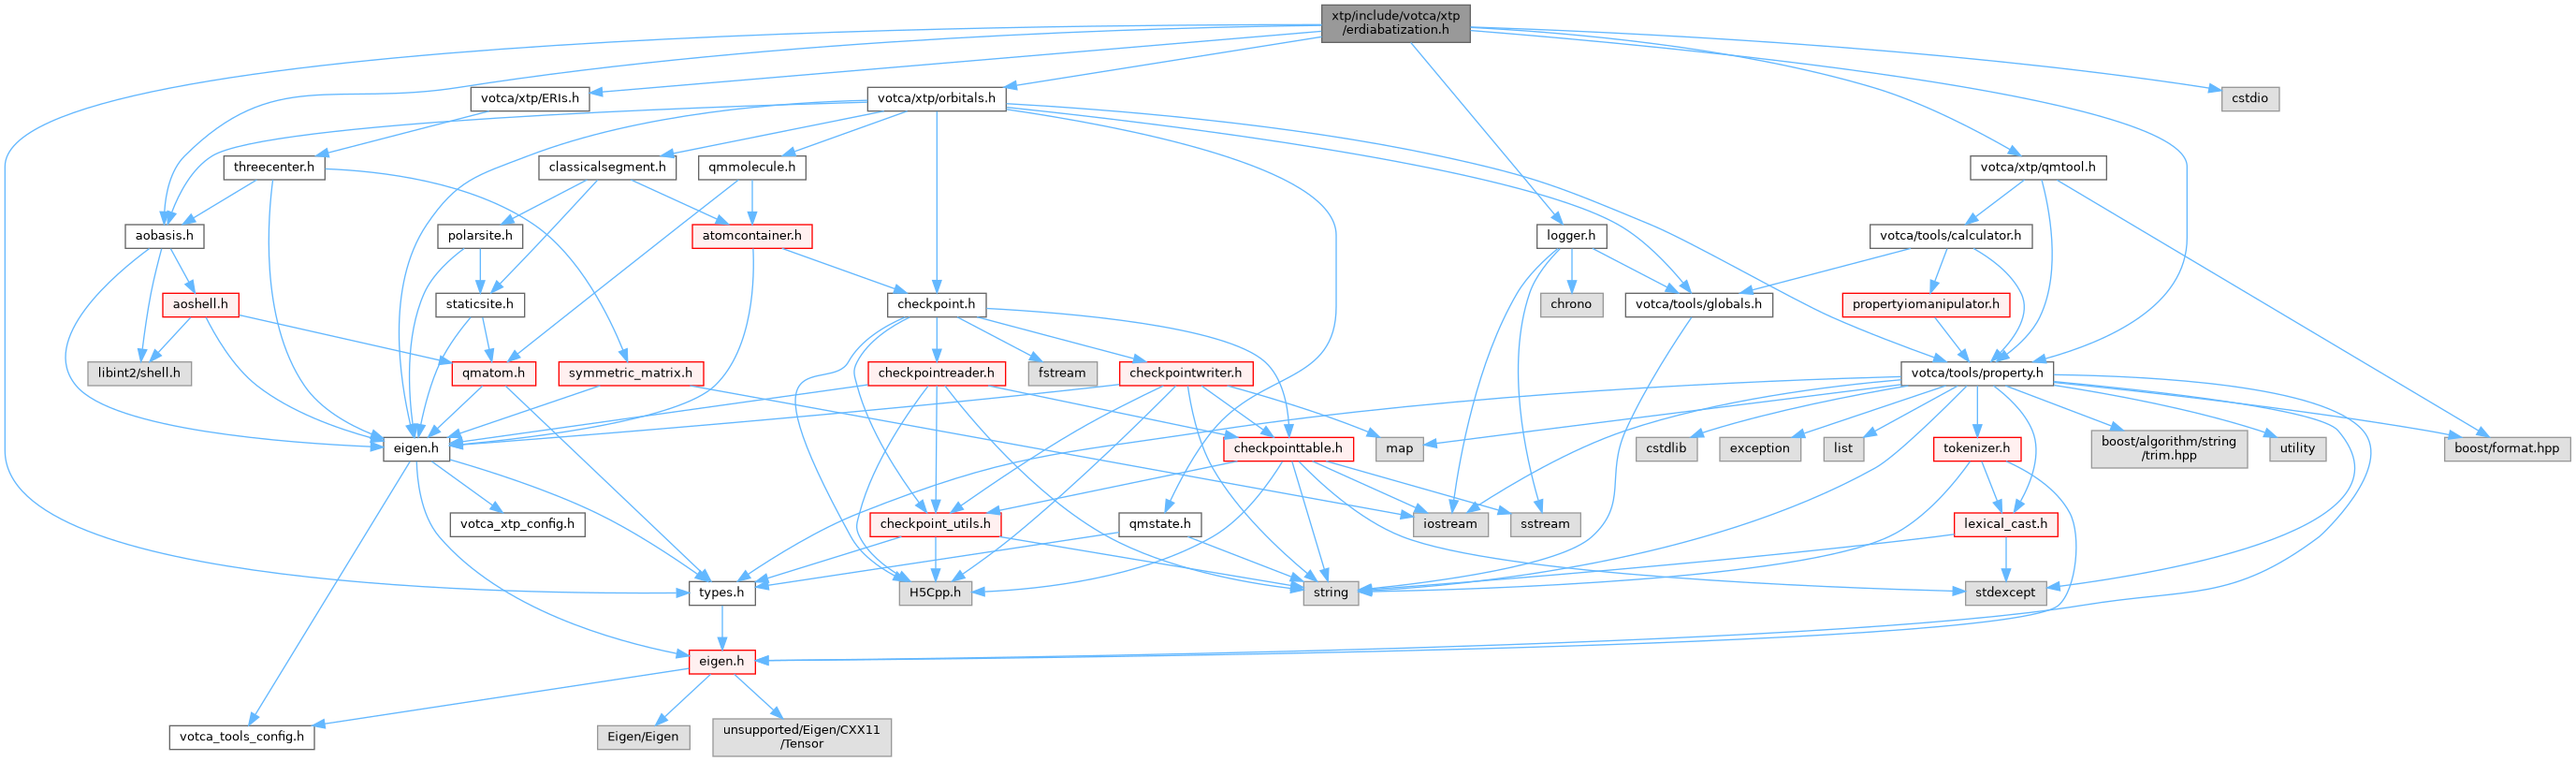 xtp/include/votca/xtp
/erdiabatization.h
votca/xtp/ERIs.h
votca/xtp/orbitals.h
cstdio
threecenter.h
classicalsegment.h
qmmolecule.h
votca/xtp/qmtool.h
aobasis.h
polarsite.h
atomcontainer.h
logger.h
votca/tools/calculator.h
aoshell.h
staticsite.h
checkpoint.h
chrono
votca/tools/globals.h
propertyiomanipulator.h
libint2/shell.h
qmatom.h
symmetric_matrix.h
checkpointreader.h
fstream
checkpointwriter.h
votca/tools/property.h
eigen.h
checkpointtable.h
map
cstdlib
exception
list
tokenizer.h
boost/algorithm/string
/trim.hpp
utility
boost/format.hpp
votca_xtp_config.h
checkpoint_utils.h
qmstate.h
iostream
sstream
lexical_cast.h
types.h
H5Cpp.h
string
stdexcept
eigen.h
votca_tools_config.h
Eigen/Eigen
unsupported/Eigen/CXX11
/Tensor